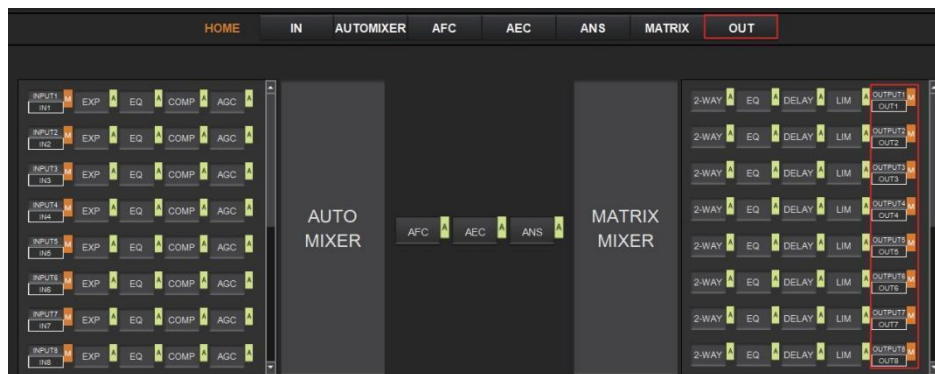 HOME IN AUTOMIXER AFC AEC ANS MATRIX OUT
INPUT1 M EXP A EQ A COMP A AGC A
IN1
INPUT2 M EXP A EQ A COMP A AGC A
IN2
INPUT3 M EXP A EQ A COMP A AGC A
IN3
INPUT4 M EXP A EQ A COMP A AGC A
IN4
INPUT5 M EXP A EQ A COMP A AGC A
IN5
INPUT6 M EXP A EQ A COMP A AGC A
IN6
INPUT7 M EXP A EQ A COMP A AGC A
IN7
INPUT8 M EXP A EQ A COMP A AGC A
IN8
AUTO
MIXER
AFC A AEC A ANS A
MATRIX
MIXER
2-WAY A EQ A DELAY A LIM A OUTPUT1 M
OUT1
2-WAY A EQ A DELAY A LIM A OUTPUT2 M
OUT2
2-WAY A EQ A DELAY A LIM A OUTPUT3 M
OUT3
2-WAY A EQ A DELAY A LIM A OUTPUT4 M
OUT4
2-WAY A EQ A DELAY A LIM A OUTPUT5 M
OUT5
2-WAY A EQ A DELAY A LIM A OUTPUT6 M
OUT6
2-WAY A EQ A DELAY A LIM A OUTPUT7 M
OUT7
2-WAY A EQ A DELAY A LIM A OUTPUT8 M
OUT8